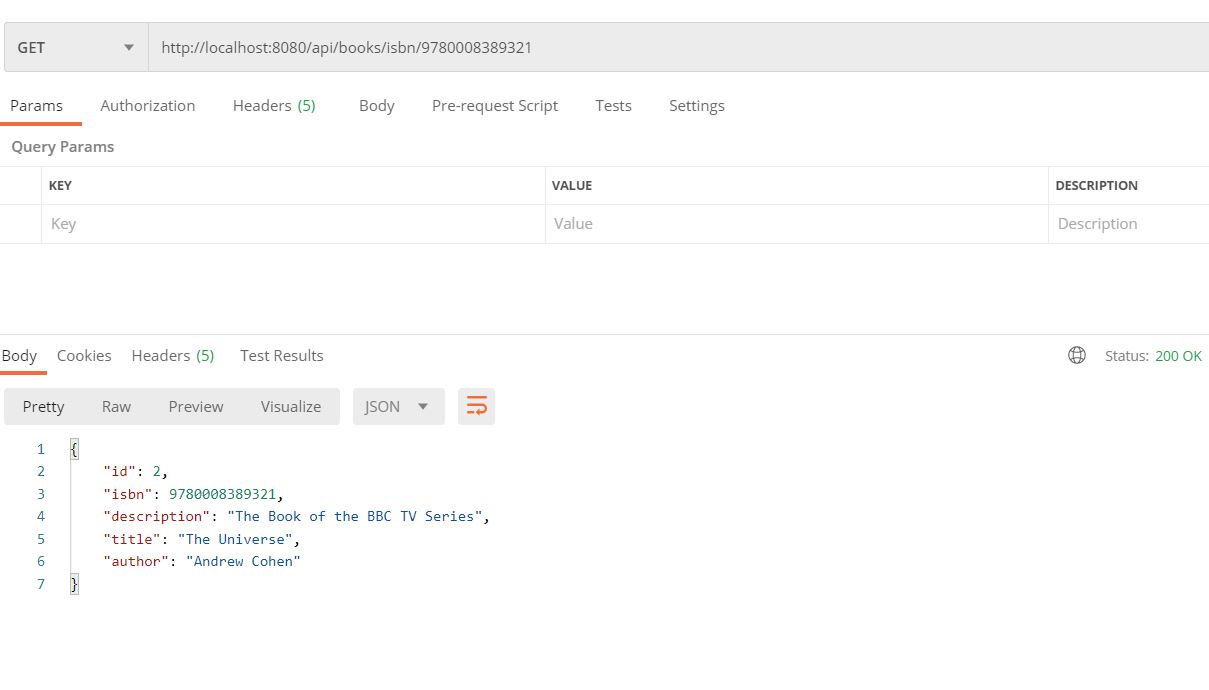 GET http://localhost:8080/api/books/isbn/9780008389321
Params Authorization Headers (5) Body Pre-request Script Tests Settings
Query Params
KEY VALUE DESCRIPTION
Key Value Description
Body Cookies Headers (5) Test Results Status: 200 OK
Pretty Raw Preview Visualize JSON
1 {
2 "id": 2,
3 "isbn": 9780008389321,
4 "description": "The Book of the BBC TV Series",
5 "title": "The Universe",
6 "author": "Andrew Cohen"
7 }